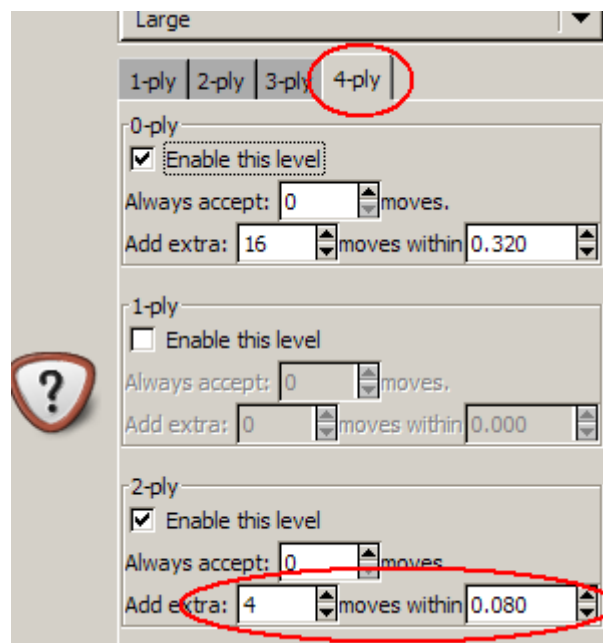 Large
1-ply 2-ply 3-ply 4-ply
0-ply
Enable this level
Always accept: 0 moves.
Add extra: 16 moves within 0.320
1-ply
Enable this level
Always accept: 0 moves.
Add extra: 0 moves within 0.000
?
2-ply
Enable this level
Always accept: 0 moves.
Add extra: 4 moves within 0.080